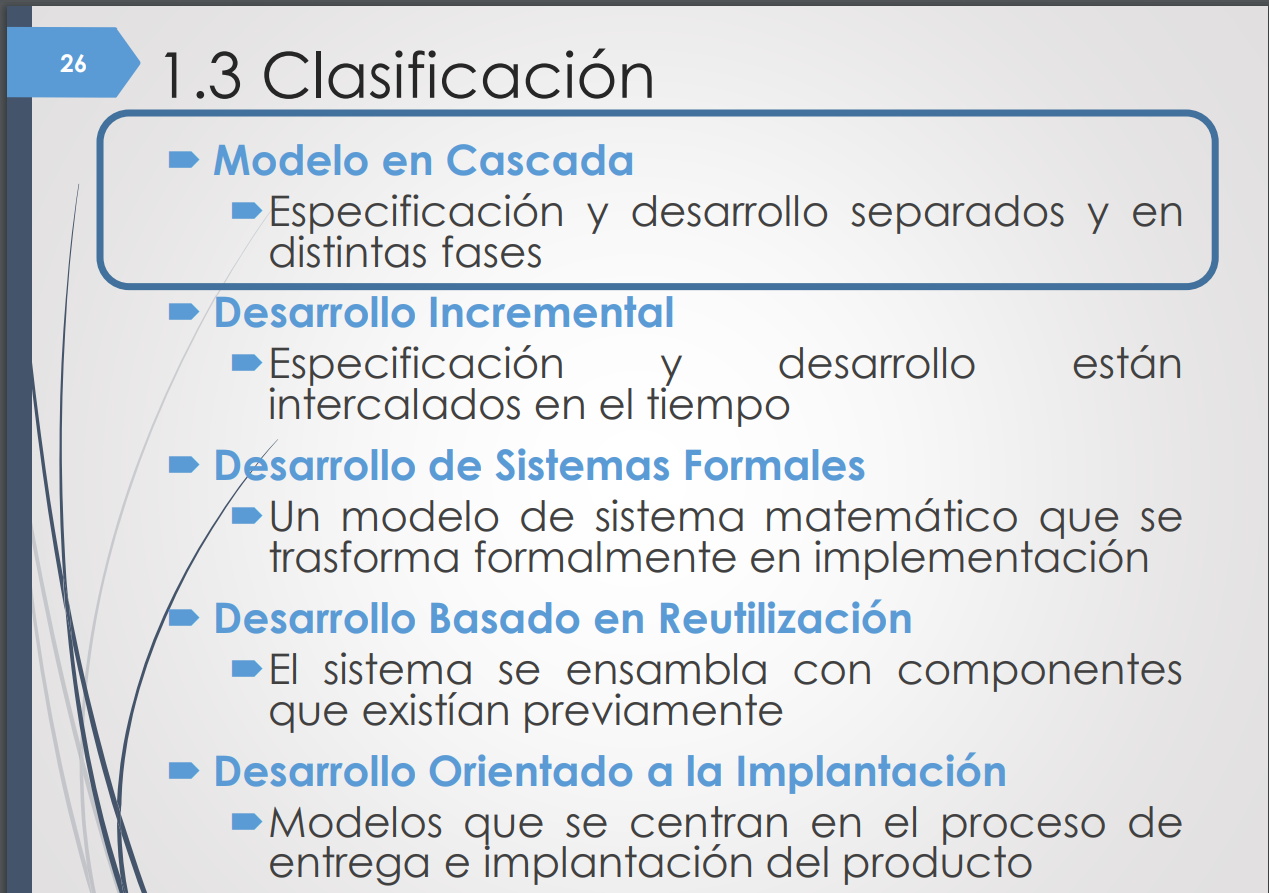 26
1.3 Clasificación
Modelo en Cascada
Especificación y desarrollo separados y en
distintas fases
Desarrollo Incremental
Especificación y desarrollo están
intercalados en el tiempo
Desarrollo de Sistemas Formales
Un modelo de sistema matemático que se
trasforma formalmente en implementación
Desarrollo Basado en Reutilización
El sistema se ensambla con componentes
que existían previamente
Desarrollo Orientado a la Implantación
Modelos que se centran en el proceso de
entrega e implantación del producto